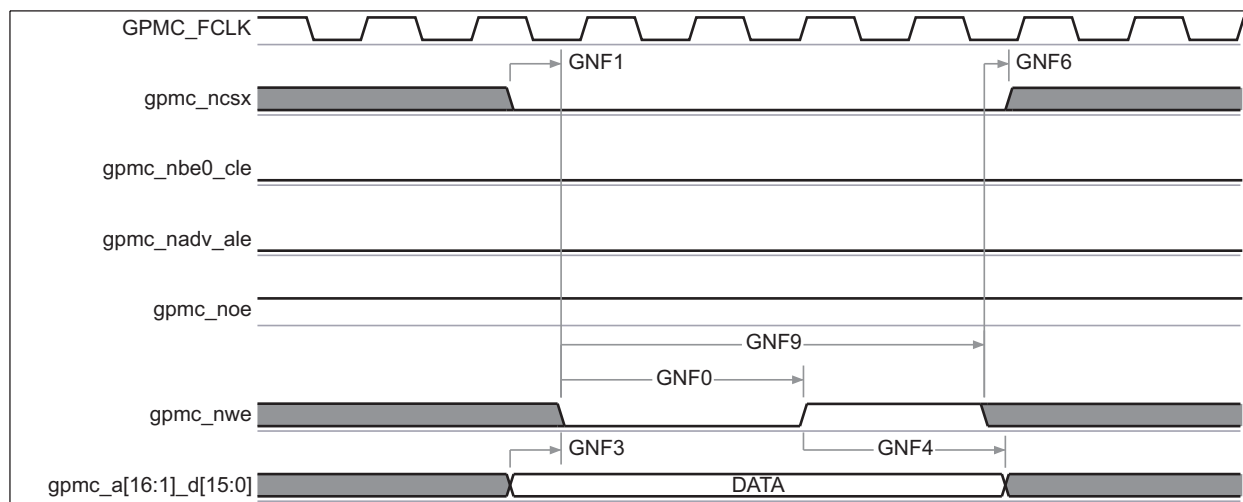 GPMC_FCLK
GNF1
GNF6
gpmc_ncsx
gpmc_nbe0_cle
gpmc_nadv_ale
gpmc_noe
GNF9
GNF0
gpmc_nwe
GNF3
GNF4
gpmc_a[16:1]_d[15:0]
DATA